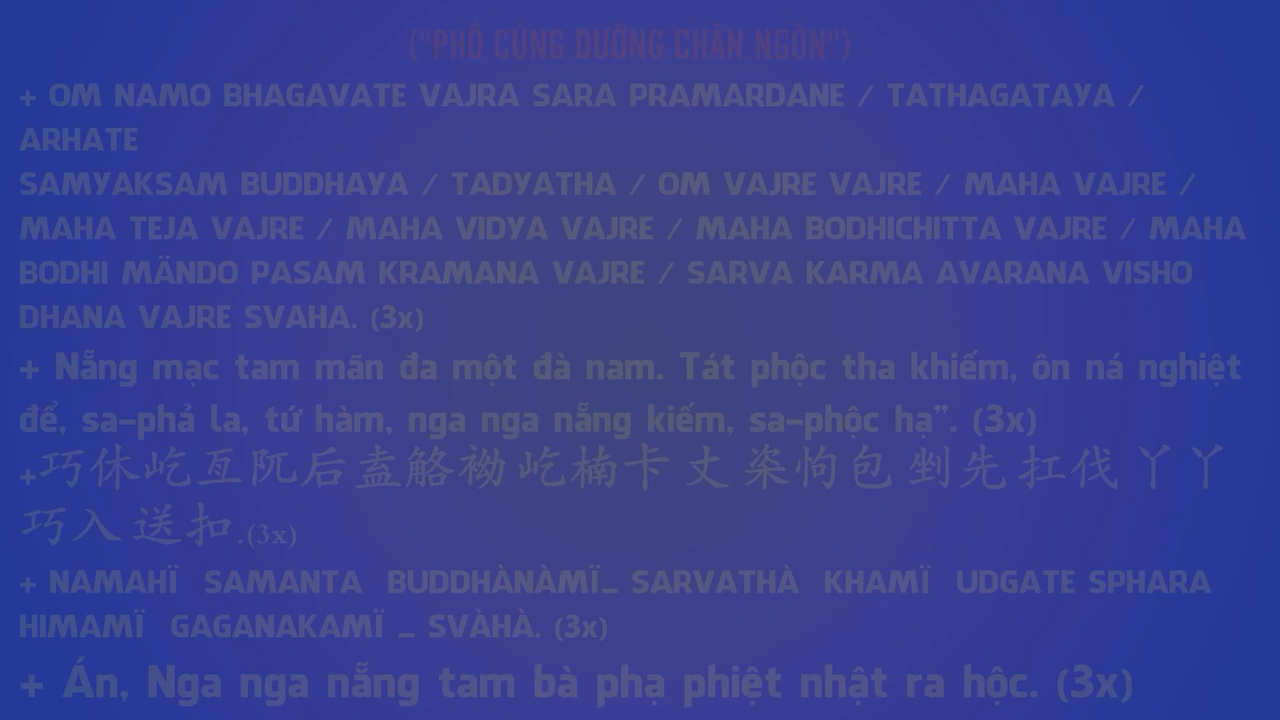 ("PHỔ CÚNG DƯỜNG CHÂN NGÔN")
+ OM NAMO BHAGAVATE VAJRA SARA PRAMARDANE / TATHAGATAYA /
ARHATE
SAMYAKSAM BUDDHAYA / TADYATHA / OM VAJRE VAJRE / MAHA VAJRE /
MAHA TEJA VAJRE / MAHA VIDYA VAJRE / MAHA BODHICHITTA VAJRE / MAHA
BODHI MÄNDO PASAM KRAMANA VAJRE / SARVA KARMA AVARANA VISHO
DHANA VAJRE SVAHA. (3x)
+ Nẵng mạc tam mãn đa một đà nam. Tát phộc tha khiếm, ôn ná nghiệt
để, sa-phả la, tứ hàm, nga nga nẵng kiếm, sa-phộc hạ”. (3x)
+巧休屹亙阢后盍觡袎屹楠卡丈姿怐包剉先扛伐丫丫
巧入送扣.(3x)
+ NAMAHÏ SAMANTA BUDDHÀNÀMÏ_ SARVATHÀ KHAMÏ UDGATE SPHARA
HIMAMÏ GAGANAKAMÏ _ SVÀHÀ. (3x)
+ Án, Nga nga nẵng tam bà phạ phiệt nhật ra hộc. (3x)